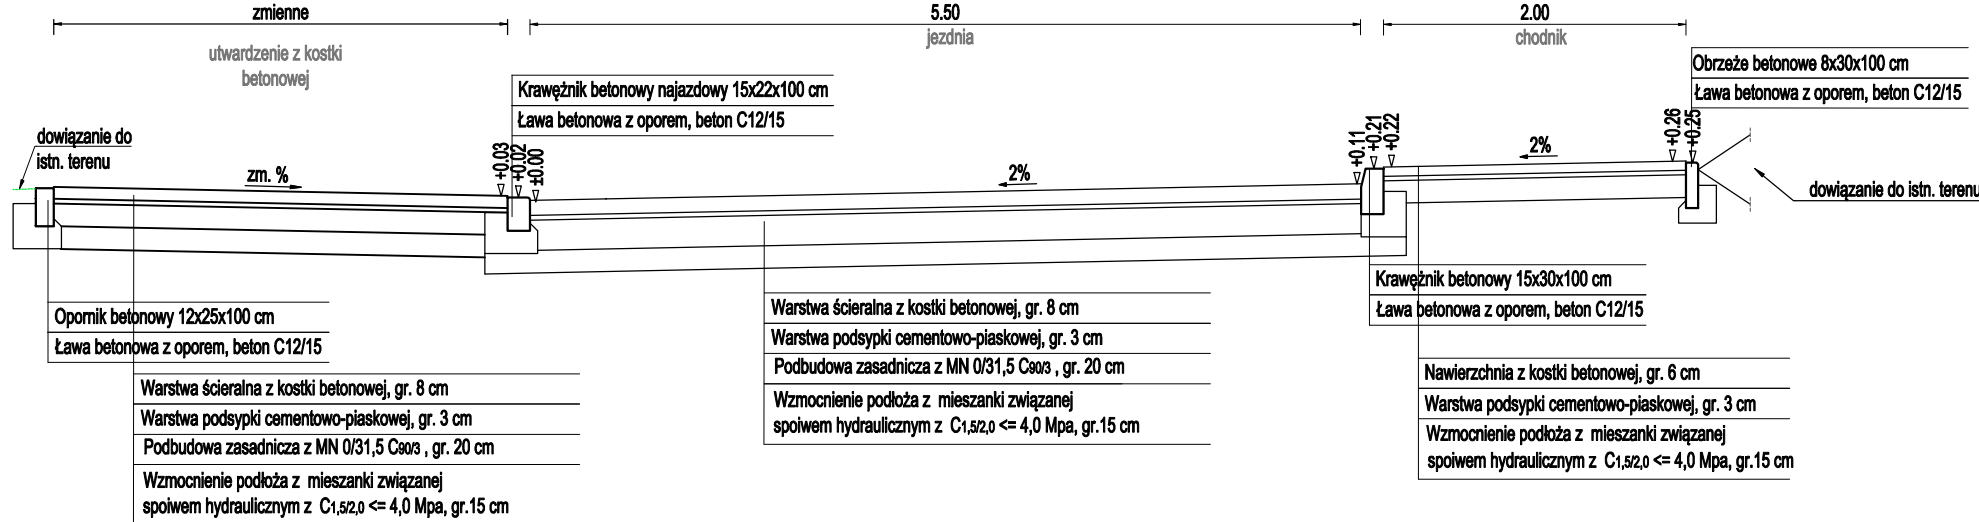 zmienne
5.50
2.00
utwardzenie z kostki
betonowej
jezdnia
chodnik
Krawężnik betonowy najazdowy 15x22x100 cm
Ława betonowa z oporem, beton C12/15
Obrzeże betonowe 8x30x100 cm
Ława betonowa z oporem, beton C12/15
dowiązanie do
istn. terenu
zm. %
+0.03
+0.02
±0.00
2%
+0.11
+0.21
+0.22
2%
+0.26
+0.25
dowiązanie do istn. terenu
Opornik betonowy 12x25x100 cm
Ława betonowa z oporem, beton C12/15
Warstwa ścieralna z kostki betonowej, gr. 8 cm
Warstwa podsypki cementowo-piaskowej, gr. 3 cm
Podbudowa zasadnicza z MN 0/31,5 C90/3 , gr. 20 cm
Wzmocnienie podłoża z mieszanki związanej
spoiwem hydraulicznym z C1,5/2,0 <= 4,0 Mpa, gr.15 cm
Warstwa ścieralna z kostki betonowej, gr. 8 cm
Warstwa podsypki cementowo-piaskowej, gr. 3 cm
Podbudowa zasadnicza z MN 0/31,5 C90/3 , gr. 20 cm
Wzmocnienie podłoża z mieszanki związanej
spoiwem hydraulicznym z C1,5/2,0 <= 4,0 Mpa, gr.15 cm
Krawężnik betonowy 15x30x100 cm
Ława betonowa z oporem, beton C12/15
Nawierzchnia z kostki betonowej, gr. 6 cm
Warstwa podsypki cementowo-piaskowej, gr. 3 cm
Wzmocnienie podłoża z mieszanki związanej
spoiwem hydraulicznym z C1,5/2,0 <= 4,0 Mpa, gr.15 cm